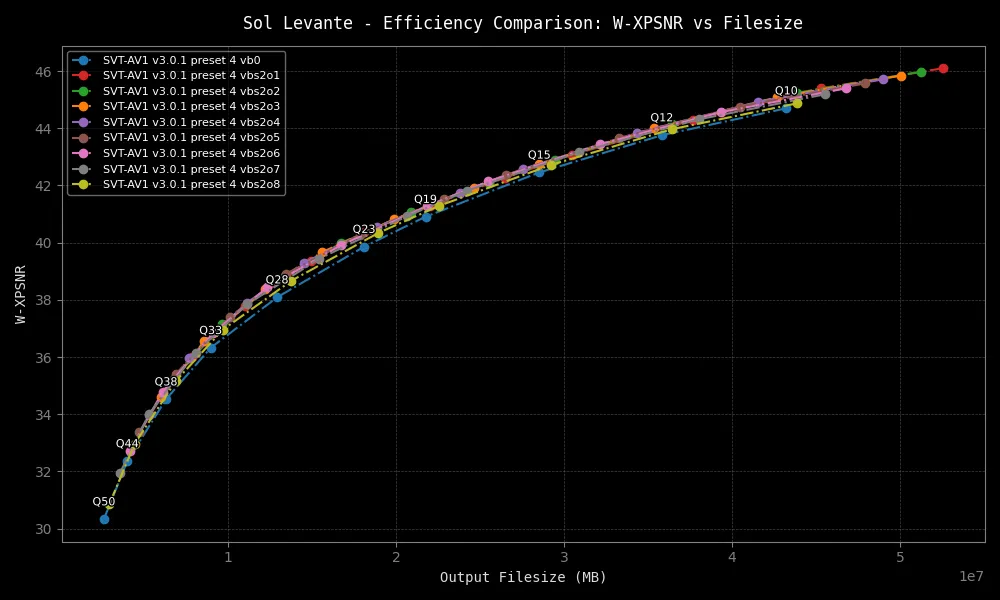 Sol Levante - Efficiency Comparison: W-XPSNR vs Filesize
SVT-AV1 v3.0.1 preset 4 vb0
SVT-AV1 v3.0.1 preset 4 vbs2o1
SVT-AV1 v3.0.1 preset 4 vbs2o2
SVT-AV1 v3.0.1 preset 4 vbs2o3
SVT-AV1 v3.0.1 preset 4 vbs2o4
SVT-AV1 v3.0.1 preset 4 vbs2o5
SVT-AV1 v3.0.1 preset 4 vbs2o6
SVT-AV1 v3.0.1 preset 4 vbs2o7
SVT-AV1 v3.0.1 preset 4 vbs2o8
46
44
42
40
38
36
34
32
30
W-XPSNR
Q10
Q12
Q15
Q19
Q23
Q28
Q33
Q38
Q44
Q50
1
2
3
4
5
1e7
Output Filesize (MB)